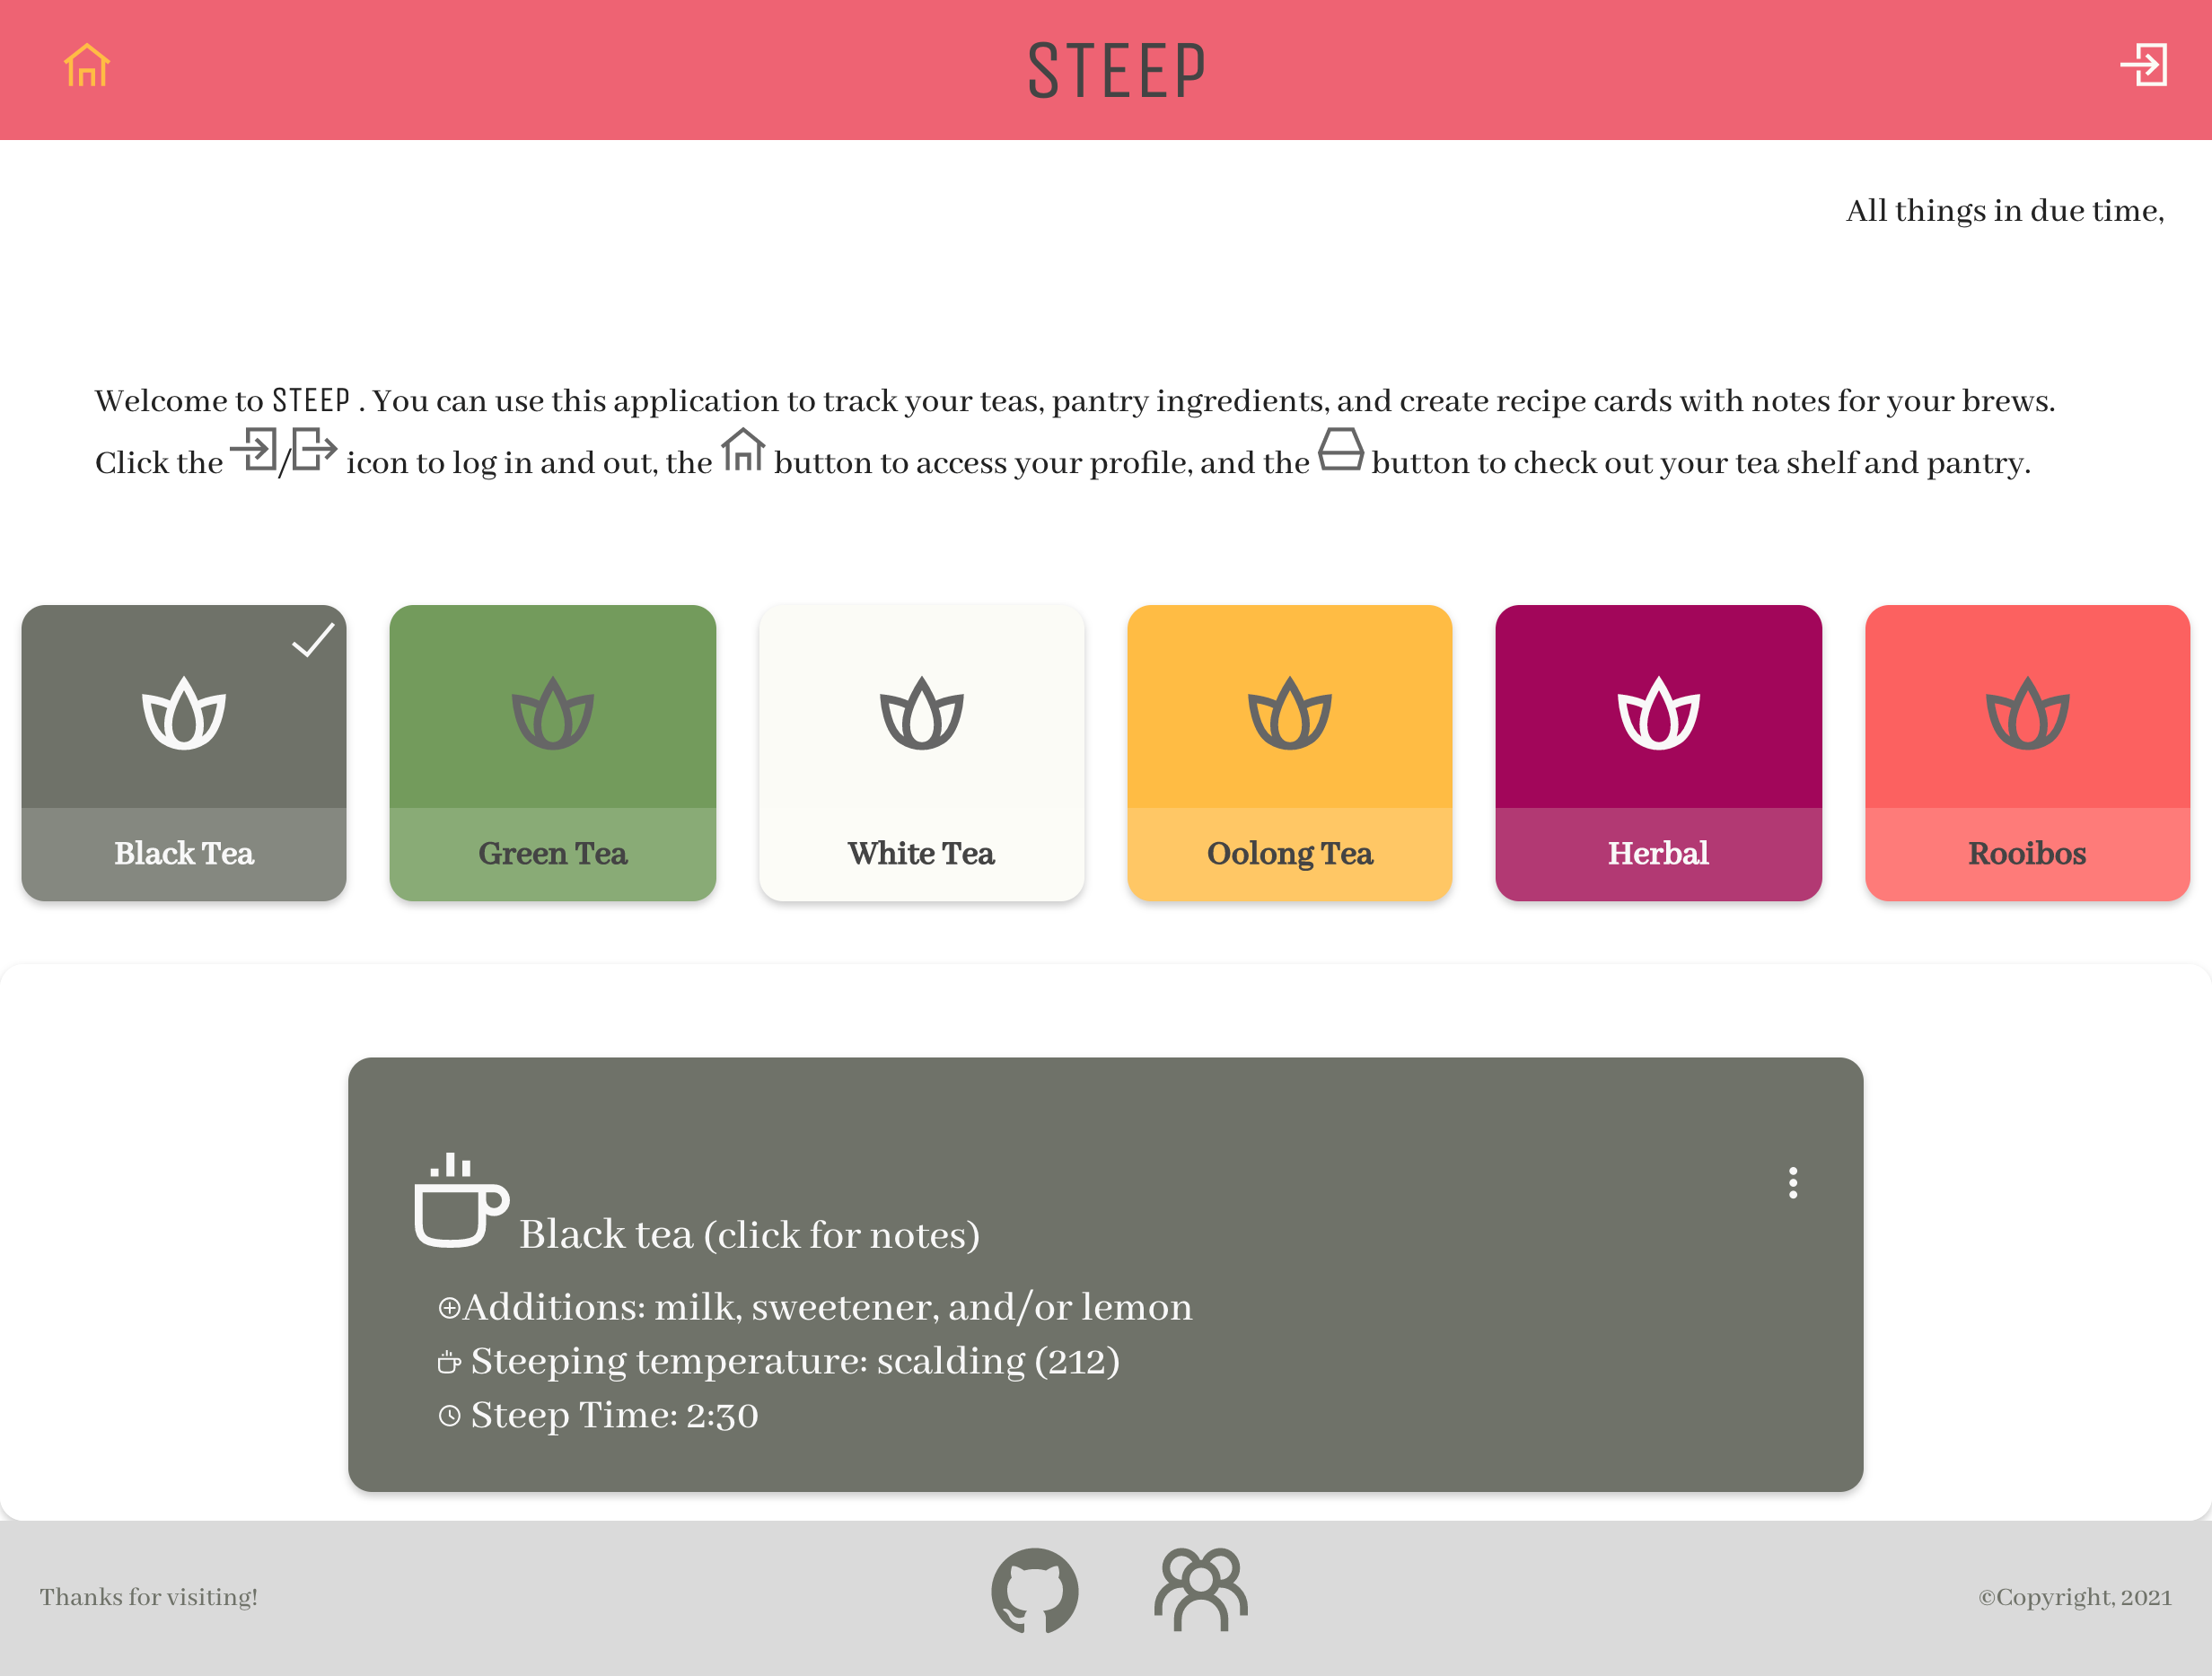 STEEP
All things in due time,
Welcome to STEEP . You can use this application to track your teas, pantry ingredients, and create recipe cards with notes for your brews.
Click the / icon to log in and out, the button to access your profile, and the button to check out your tea shelf and pantry.
Black Tea
Green Tea
White Tea
Oolong Tea
Herbal
Rooibos
Black tea (click for notes)
Additions: milk, sweetener, and/or lemon
Steeping temperature: scalding (212)
Steep Time: 2:30
Thanks for visiting!
©Copyright, 2021